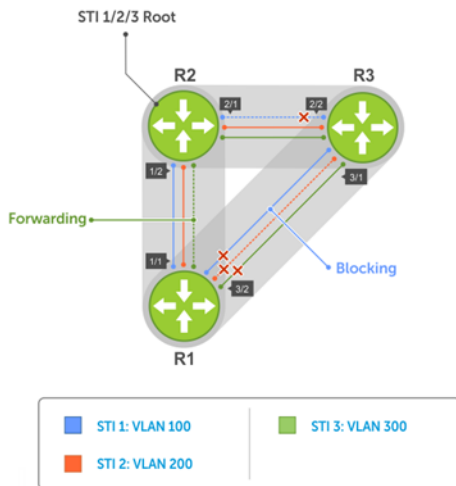 STI 1/2/3 Root
R2
R3
2/1
2/2
1/2
3/1
Forwarding
1/1
Blocking
3/2
R1
STI 1: VLAN 100
STI 3: VLAN 300
STI 2: VLAN 200